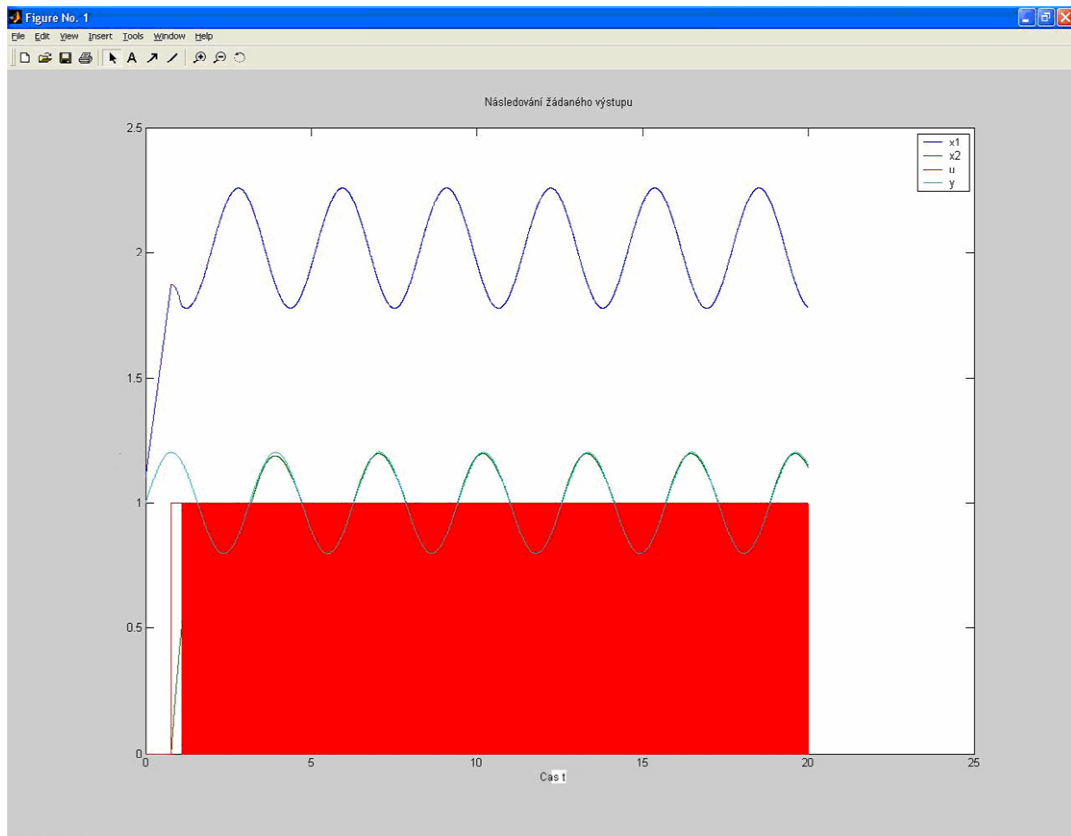 Figure No. 1
File Edit View Insert Tools Window Help
A
Následování žádaného výstupu
2.5
2
1.5
1
0.5
0
0 5 10 15 20 25
Cas t
x1
x2
u
y